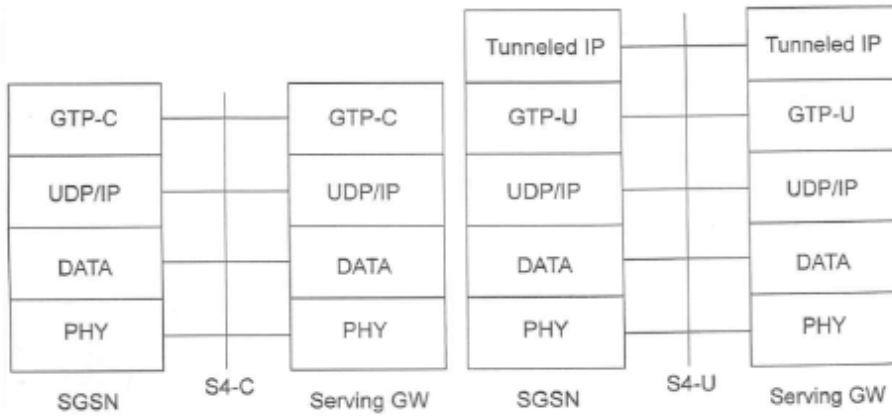 Tunneled IP Tunneled IP
GTP-C GTP-C GTP-U GTP-U
UDP/IP UDP/IP UDP/IP UDP/IP
DATA DATA DATA DATA
PHY PHY PHY PHY
S4-C S4-U
SGSN Serving GW SGSN Serving GW